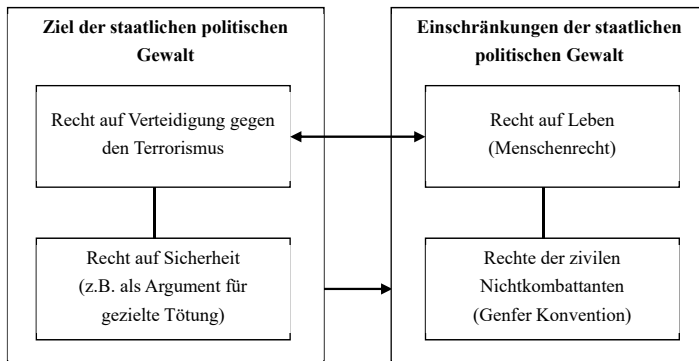 Ziel der staatlichen politischen
Gewalt
Recht auf Verteidigung gegen
den Terrorismus
Recht auf Sicherheit
(z.B. als Argument für
gezielte Tötung)
Einschränkungen der staatlichen
politischen Gewalt
Recht auf Leben
(Menschenrecht)
Rechte der zivilen
Nichtkombattanten
(Genfer Konvention)